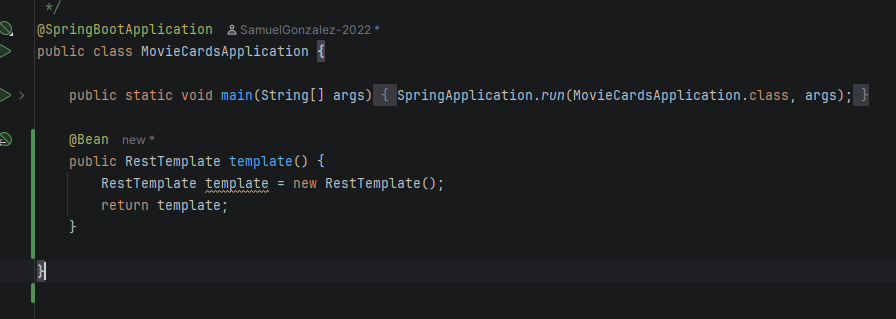 */
@SpringBootApplication SamuelGonzalez-2022 *
public class MovieCardsApplication {
public static void main(String[] args) { SpringApplication.run(MovieCardsApplication.class, args); }
@Bean new *
public RestTemplate template() {
RestTemplate template = new RestTemplate();
return template;
}
}